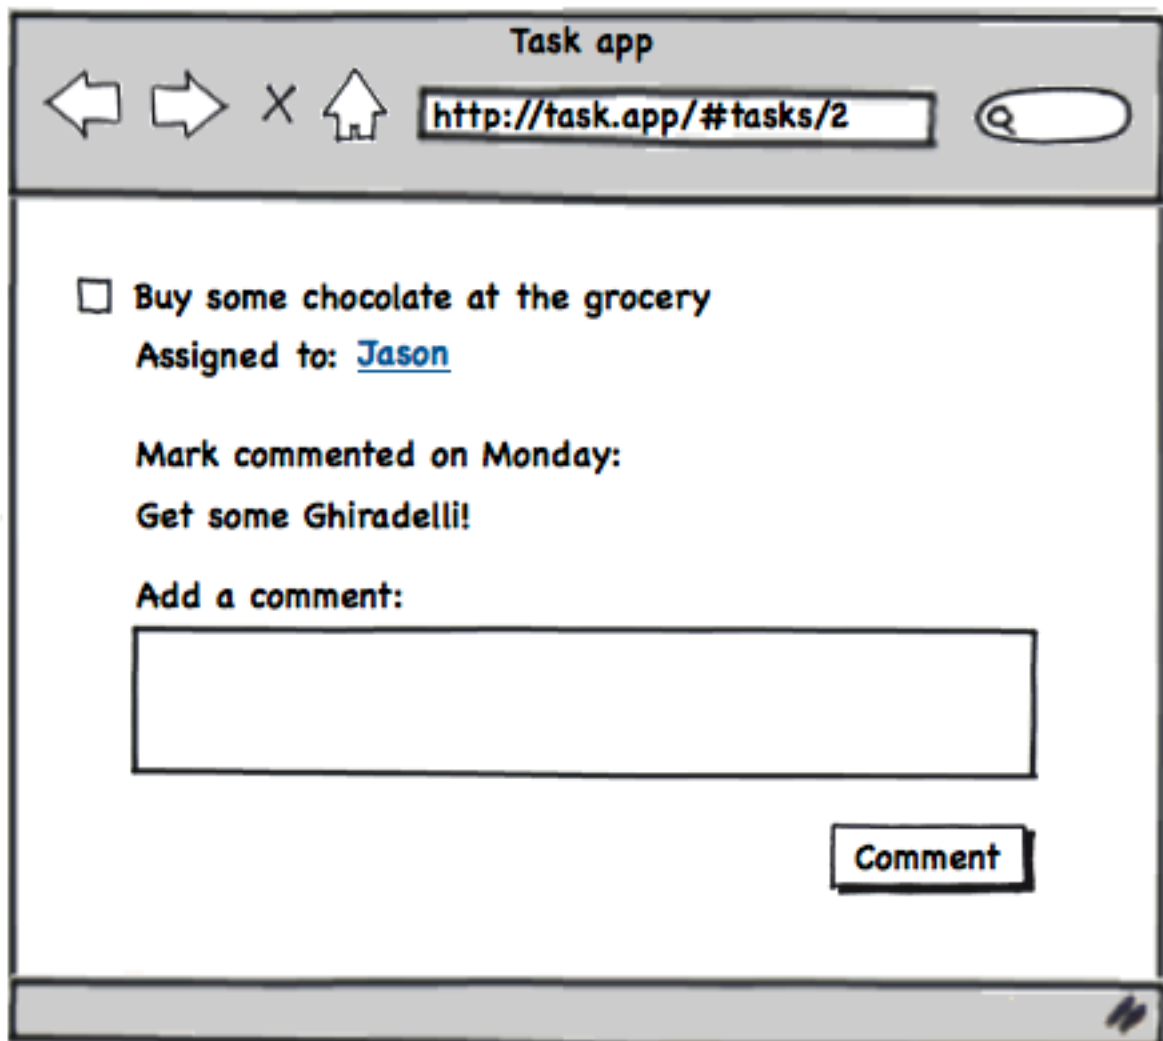 Task app
http://task.app/#tasks/2
Buy some chocolate at the grocery
Assigned to: Jason
Mark commented on Monday:
Get some Ghiradelli!
Add a comment:
Comment